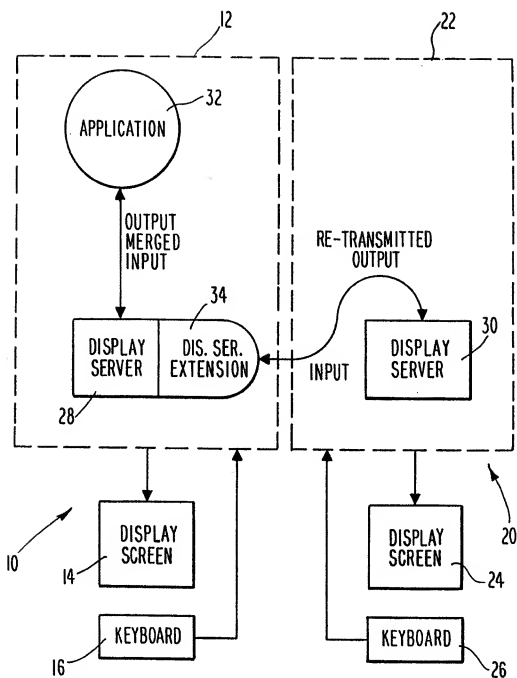 12
22
32
APPLICATION
OUTPUT
MERGED
INPUT
RE-TRANSMITTED
OUTPUT
34
DISPLAY
SERVER
28
DIS. SER.
EXTENSION
INPUT
DISPLAY
SERVER
30
10
DISPLAY
SCREEN
14
DISPLAY
SCREEN
24
20
KEYBOARD
16
KEYBOARD
26